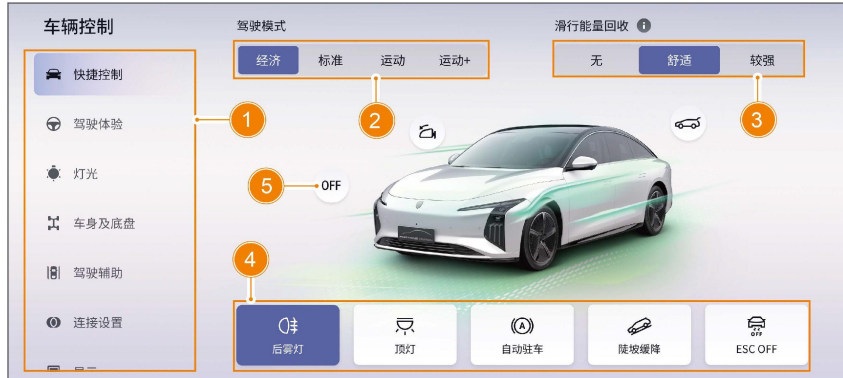 车辆控制
驾驶模式
滑行能量回收 i
经济 标准 运动 运动+
无 舒适 较强
快捷控制
驾驶体验
灯光
车身及底盘
驾驶辅助
连接设置
1
2
3
5
OFF
4
后雾灯
顶灯
A
自动驻车
陡坡缓降
OFF
ESC OFF